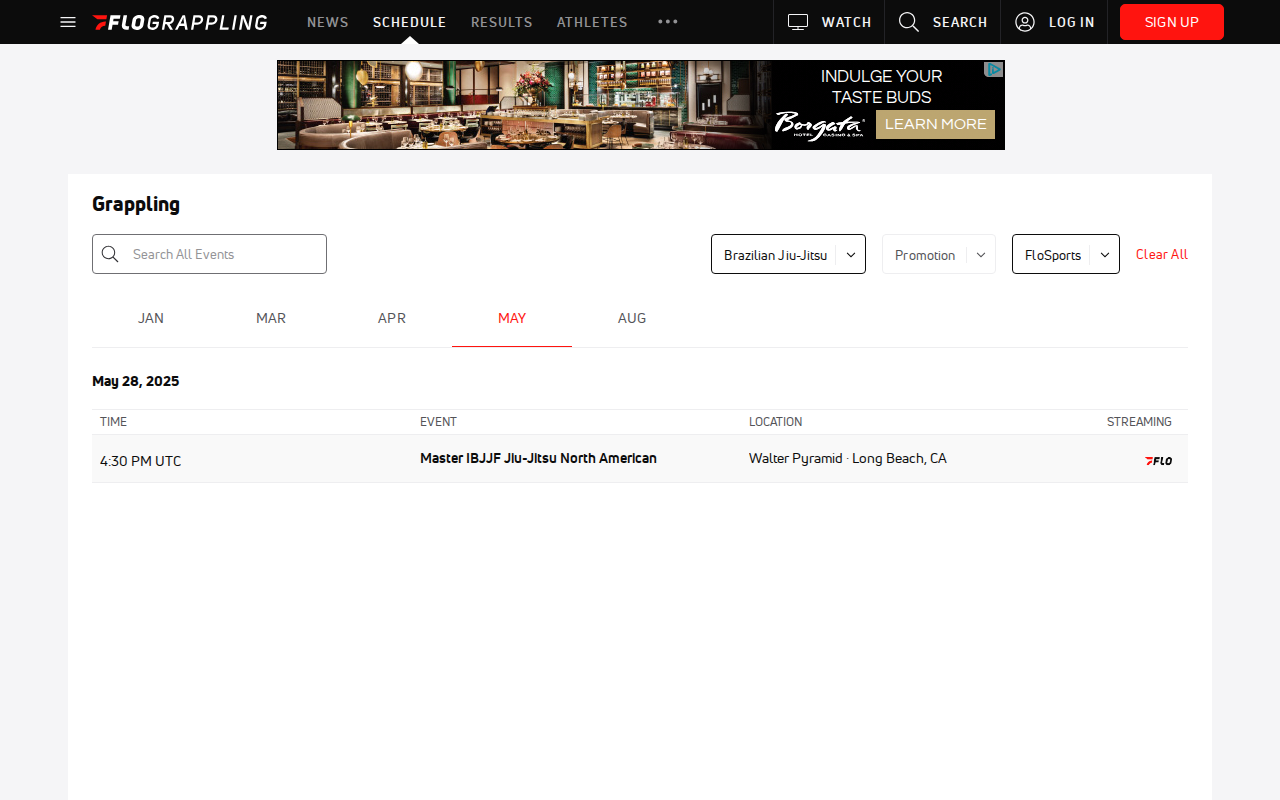 FLOGRAPPLING NEWS SCHEDULE RESULTS ATHLETES WATCH SEARCH LOG IN SIGN UP
INDULGE YOUR
TASTE BUDS
Borgata
HOTEL CASINO & SPA
LEARN MORE
Grappling
Search All Events Brazilian Jiu-Jitsu Promotion FloSports Clear All
JAN MAR APR MAY AUG
May 28, 2025
TIME EVENT LOCATION STREAMING
4:30 PM UTC Master IBJJF Jiu-Jitsu North American Walter Pyramid · Long Beach, CA FLO